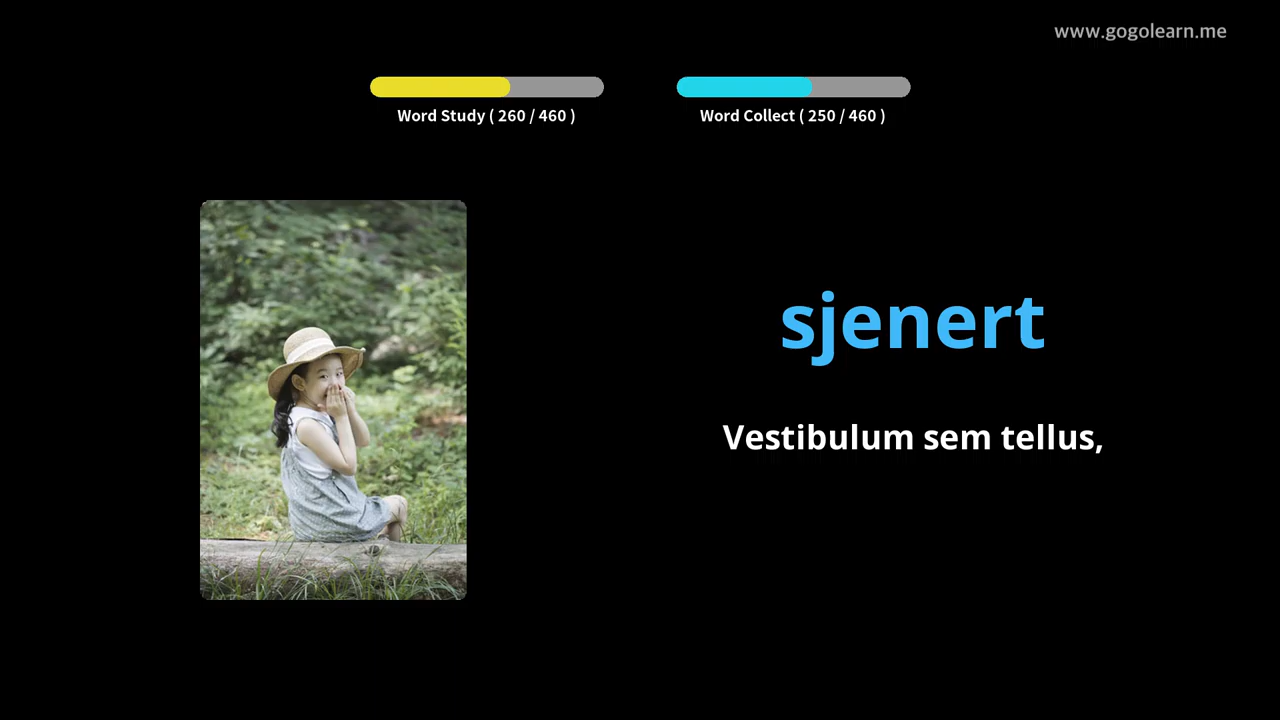 www.gogolearn.me
Word Study ( 260 / 460 )
Word Collect ( 250 / 460 )
sjenert
Vestibulum sem tellus,